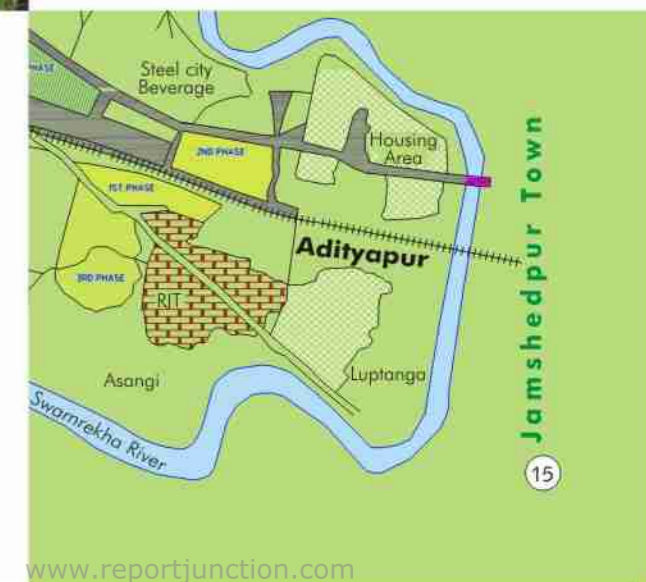 Steel city
Beverage
PHASE
2ND PHASE
Housing
Area
1ST PHASE
Adityapur
3RD PHASE
RIT
Asangi
Luptanga
Swarnrekha River
Jamshedpur Town
15
www.reportjunction.com